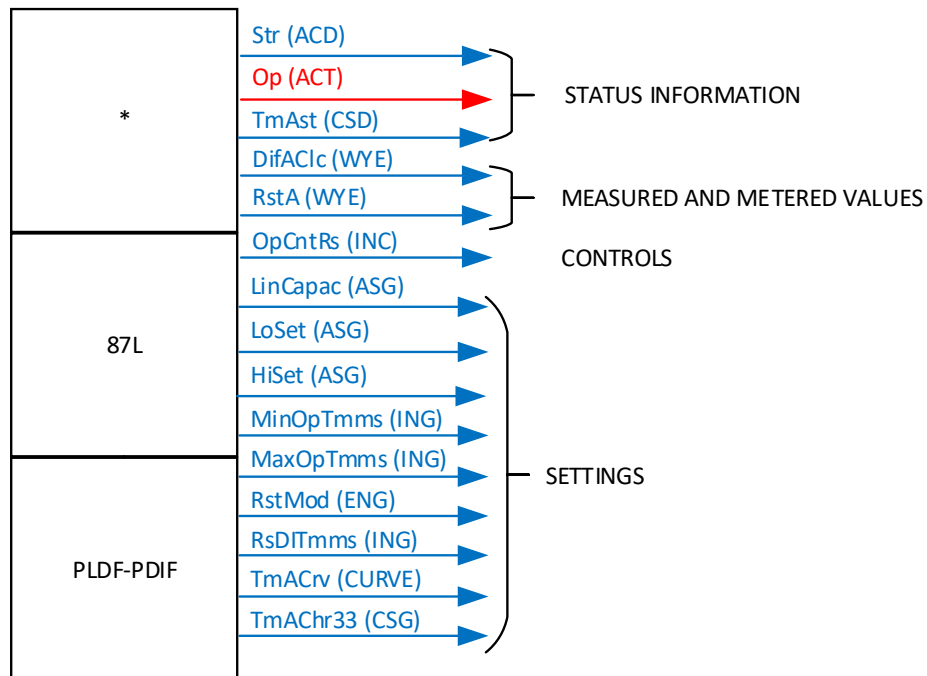 *
87L
PLDF-PDIF
Str (ACD)
Op (ACT)
TmAst (CSD)
DifAClc (WYE)
RstA (WYE)
OpCntRs (INC)
LinCapac (ASG)
LoSet (ASG)
HiSet (ASG)
MinOpTmms (ING)
MaxOpTmms (ING)
RstMod (ENG)
RsDITmms (ING)
TmACrv (CURVE)
TmAChr33 (CSG)
STATUS INFORMATION
MEASURED AND METERED VALUES
CONTROLS
SETTINGS